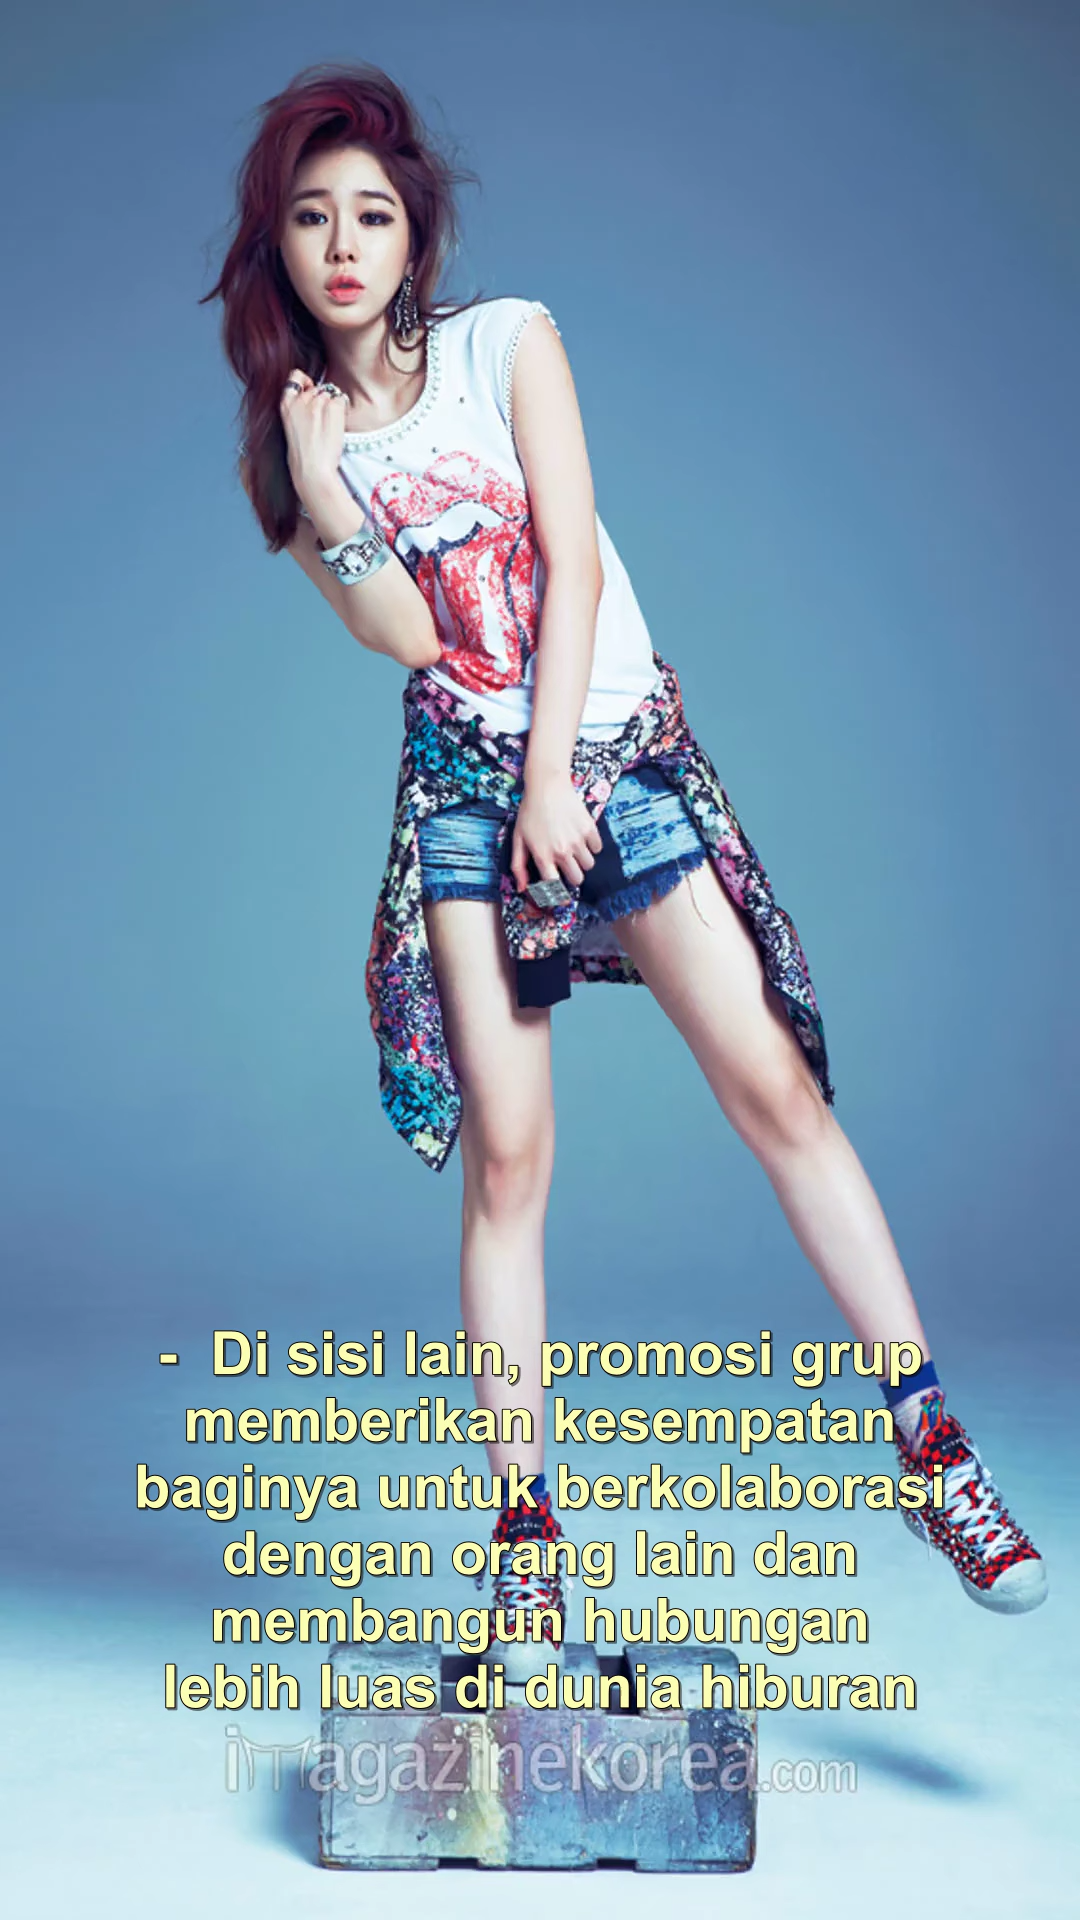 - Di sisi lain, promosi grup
memberikan kesempatan
baginya untuk berkolaborasi
dengan orang lain dan
membangun hubungan
lebih luas di dunia hiburan
imagazinekorea.com